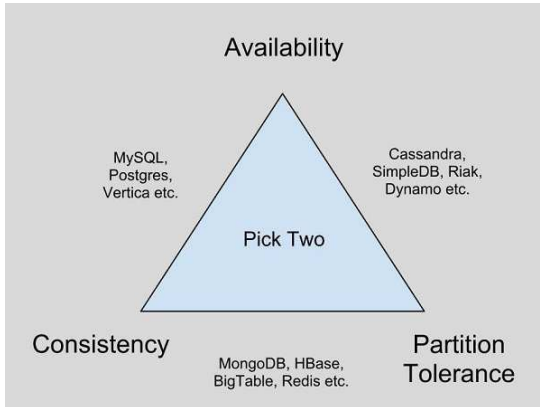 Availability
MySQL,
Postgres,
Vertica etc.
Cassandra,
SimpleDB, Riak,
Dynamo etc.
Pick Two
Consistency
MongoDB, HBase,
BigTable, Redis etc.
Partition
Tolerance